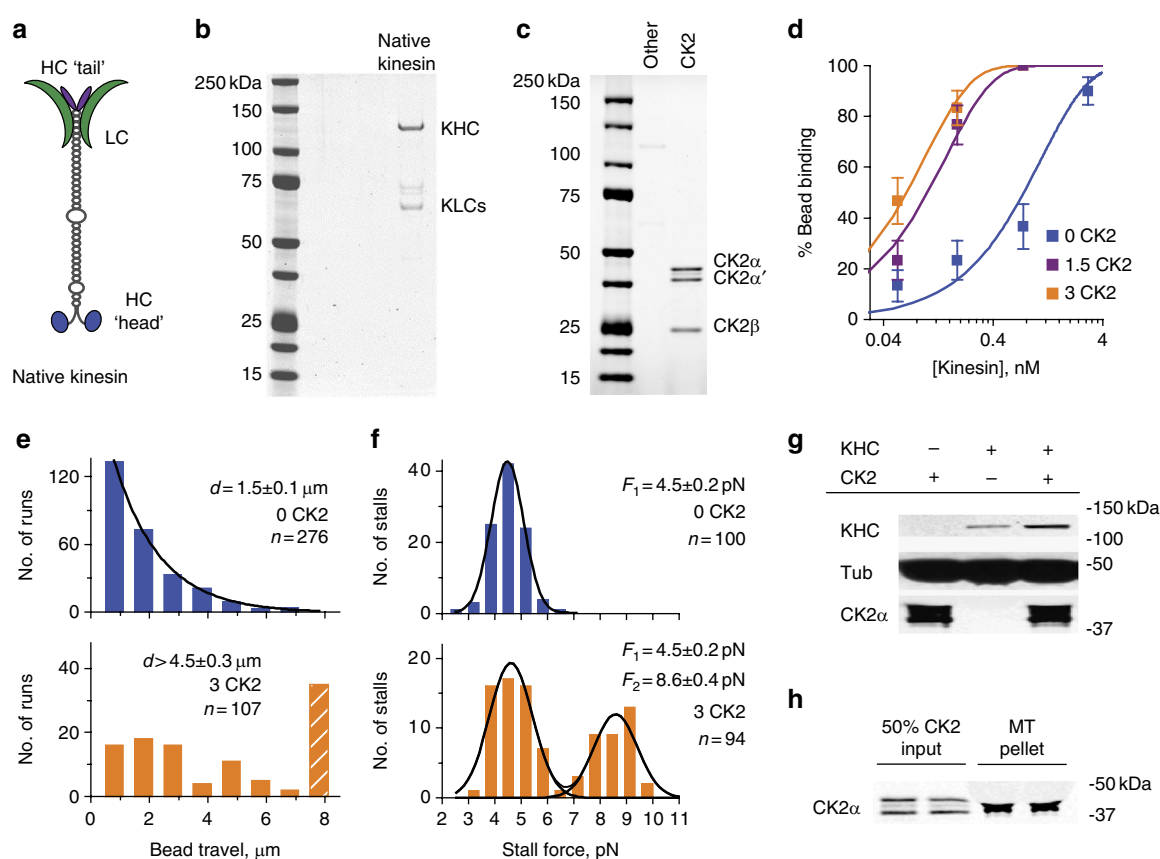 a
HC ‘tail’
LC
HC
‘head’
Native kinesin
b
Native
kinesin
250 kDa
150
100
75
50
25
15
KHC
KLCs
c
Other
CK2
250 kDa
150
100
75
50
25
15
CK2α
CK2α′
CK2β
d
% Bead binding
100
80
60
40
20
0
0.04
0.4
4
[Kinesin], nM
0 CK2
1.5 CK2
3 CK2
e
No. of runs
120
60
0
d=1.5±0.1 μm
0 CK2
n=276
No. of runs
40
20
0
d>4.5±0.3 μm
3 CK2
n=107
0 2 4 6 8
Bead travel, μm
f
No. of stalls
40
20
0
F1=4.5±0.2 pN
0 CK2
n=100
No. of stalls
20
10
0
F1=4.5±0.2 pN
F2=8.6±0.4 pN
3 CK2
n=94
2 3 4 5 6 7 8 9 10 11
Stall force, pN
g
KHC – + +
CK2 + – +
KHC
Tub
CK2α
-150 kDa
-100
-50
-37
h
50% CK2
input
MT
pellet
CK2α
-50 kDa
-37